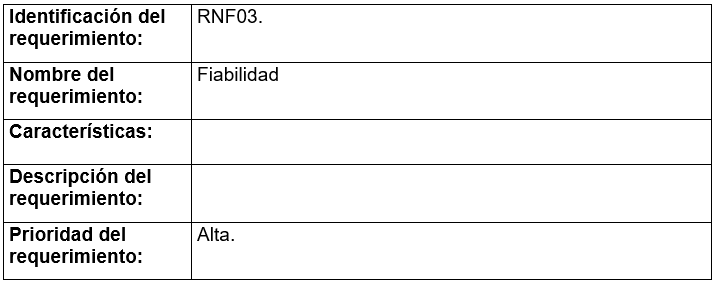 Identificación del
requerimiento:
RNF03.
Nombre del
requerimiento:
Fiabilidad
Características:
Descripción del
requerimiento:
Prioridad del
requerimiento:
Alta.